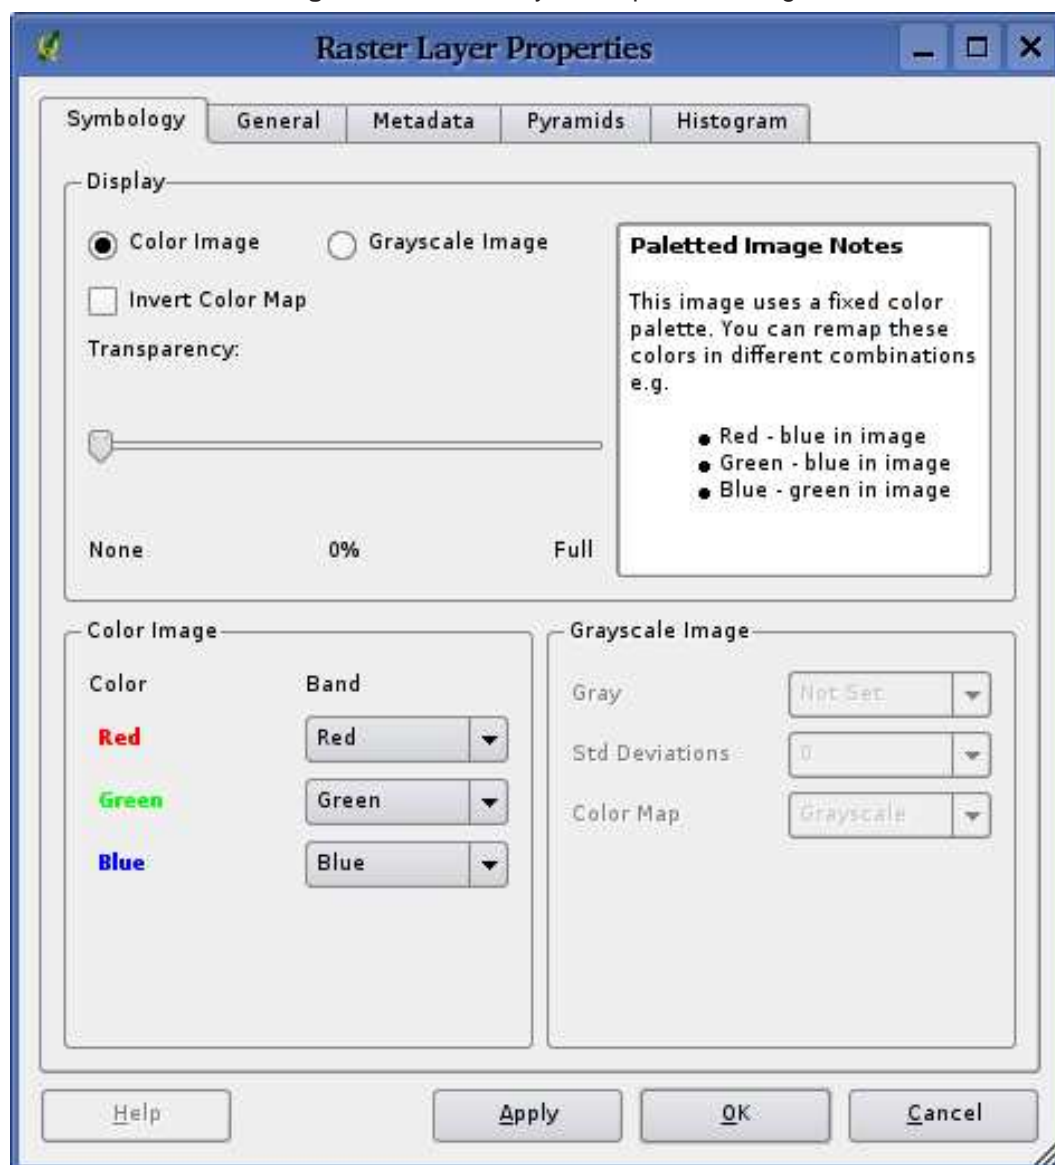 Raster Layer Properties
Symbology General Metadata Pyramids Histogram
Display
Color Image Grayscale Image
Invert Color Map
Transparency:
None 0% Full
Paletted Image Notes
This image uses a fixed color
palette. You can remap these
colors in different combinations
e.g.
Red - blue in image
Green - blue in image
Blue - green in image
Color Image
Color Band
Red Red
Green Green
Blue Blue
Grayscale Image
Gray Not Set
Std Deviations 0
Color Map Grayscale
Help Apply OK Cancel